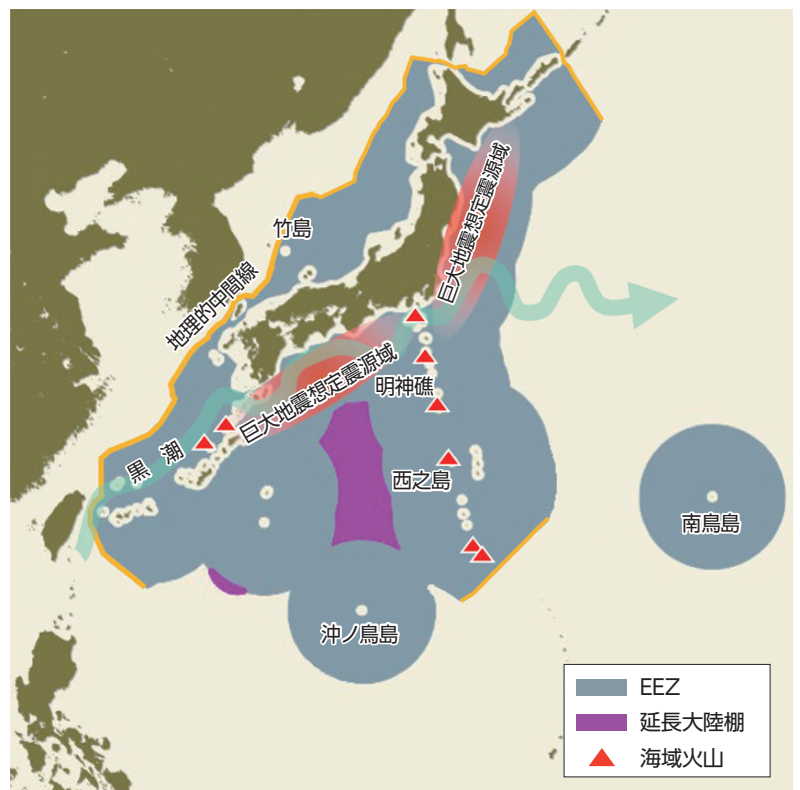 巨大地震想定震源域
竹島
地理的中間線
巨大地震想定震源域
明神礁
黒潮
西之島
南鳥島
沖ノ鳥島
EEZ
延長大陸棚
海域火山